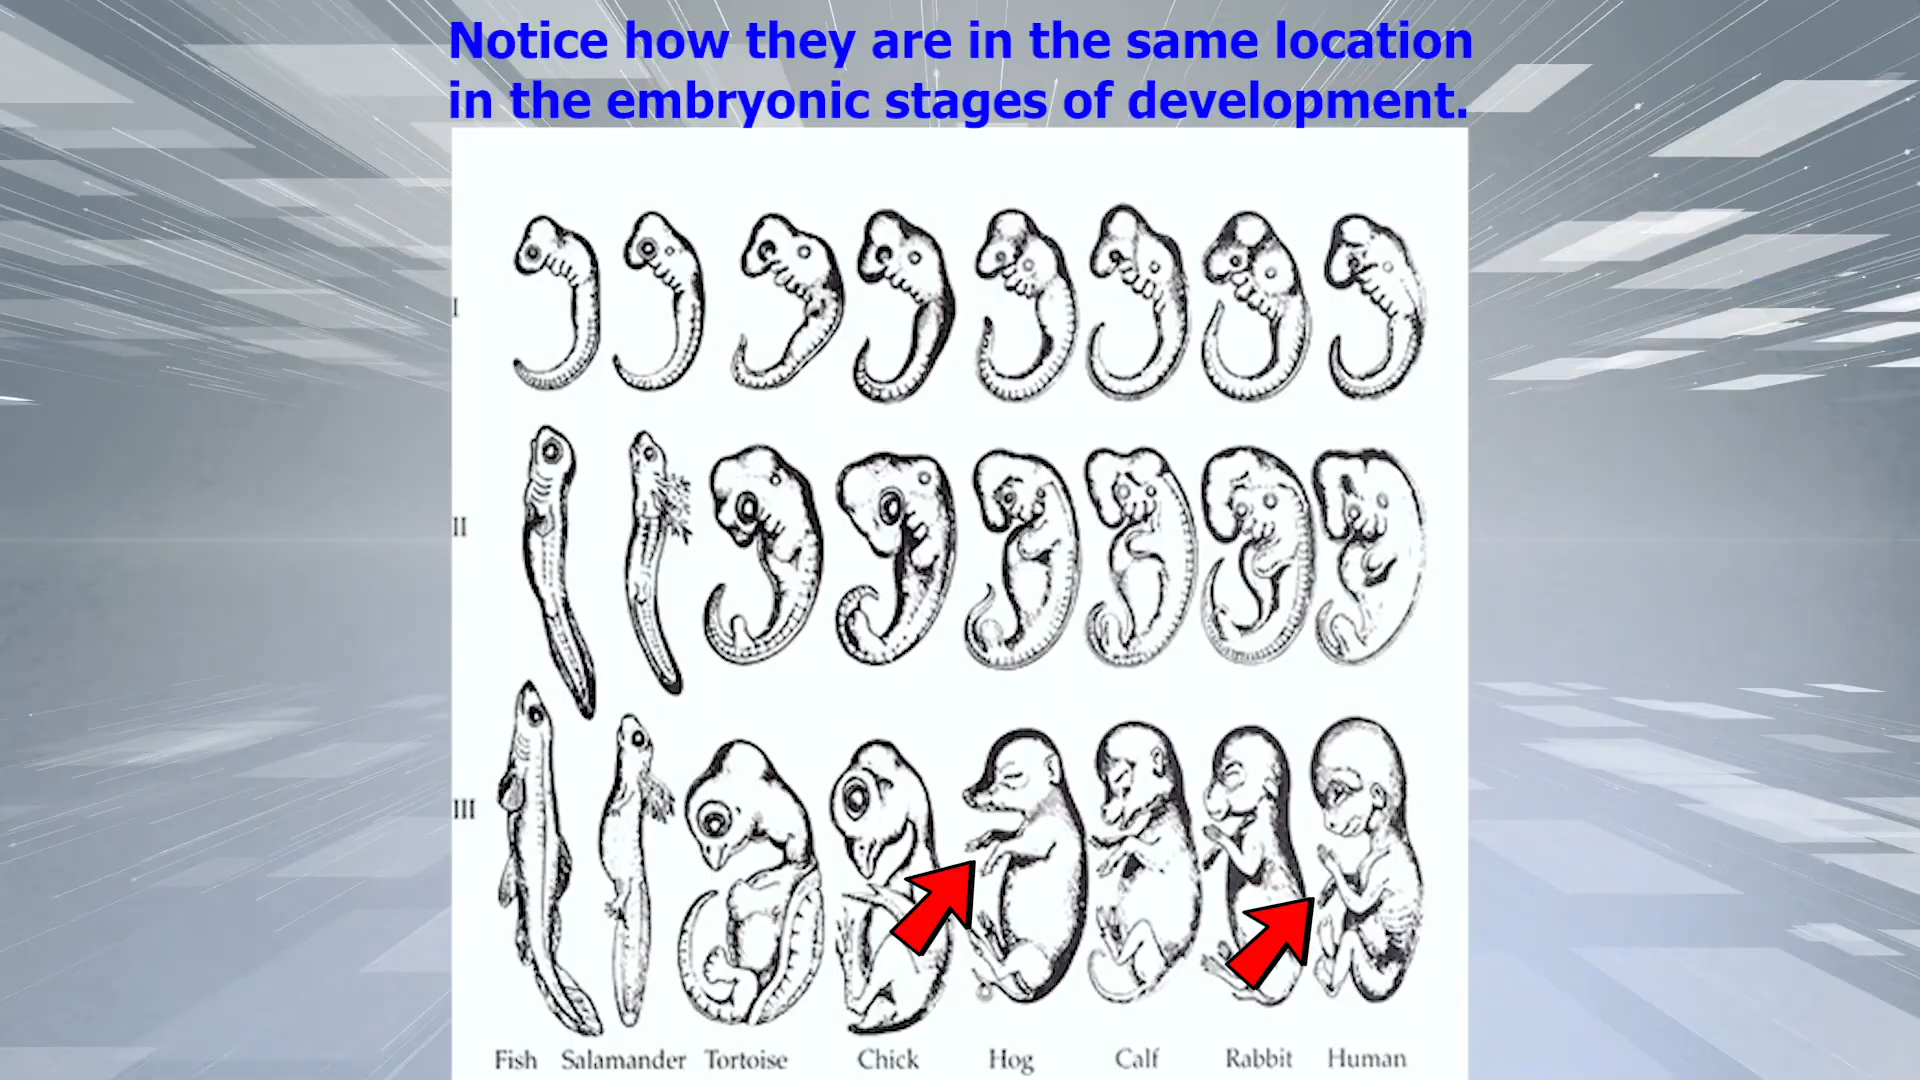 Notice how they are in the same location
in the embryonic stages of development.
I
II
III
Fish Salamander Tortoise Chick Hog Calf Rabbit Human